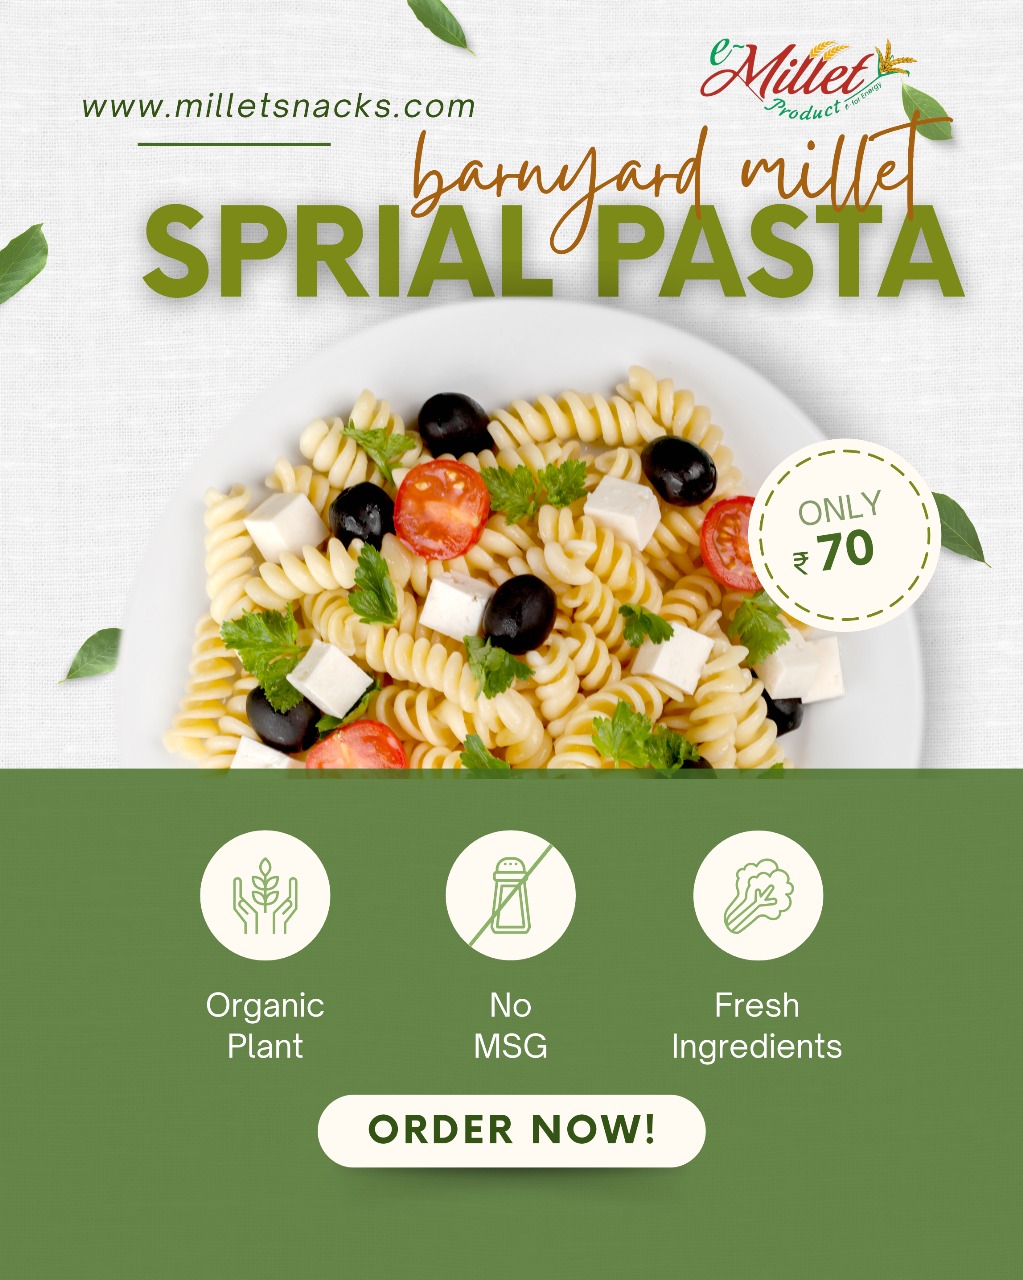 e~Millet
Product e- for Energy
www.milletsnacks.com
barnyard millet
SPRIAL PASTA
ONLY
₹ 70
Organic
Plant
No
MSG
Fresh
Ingredients
ORDER NOW!